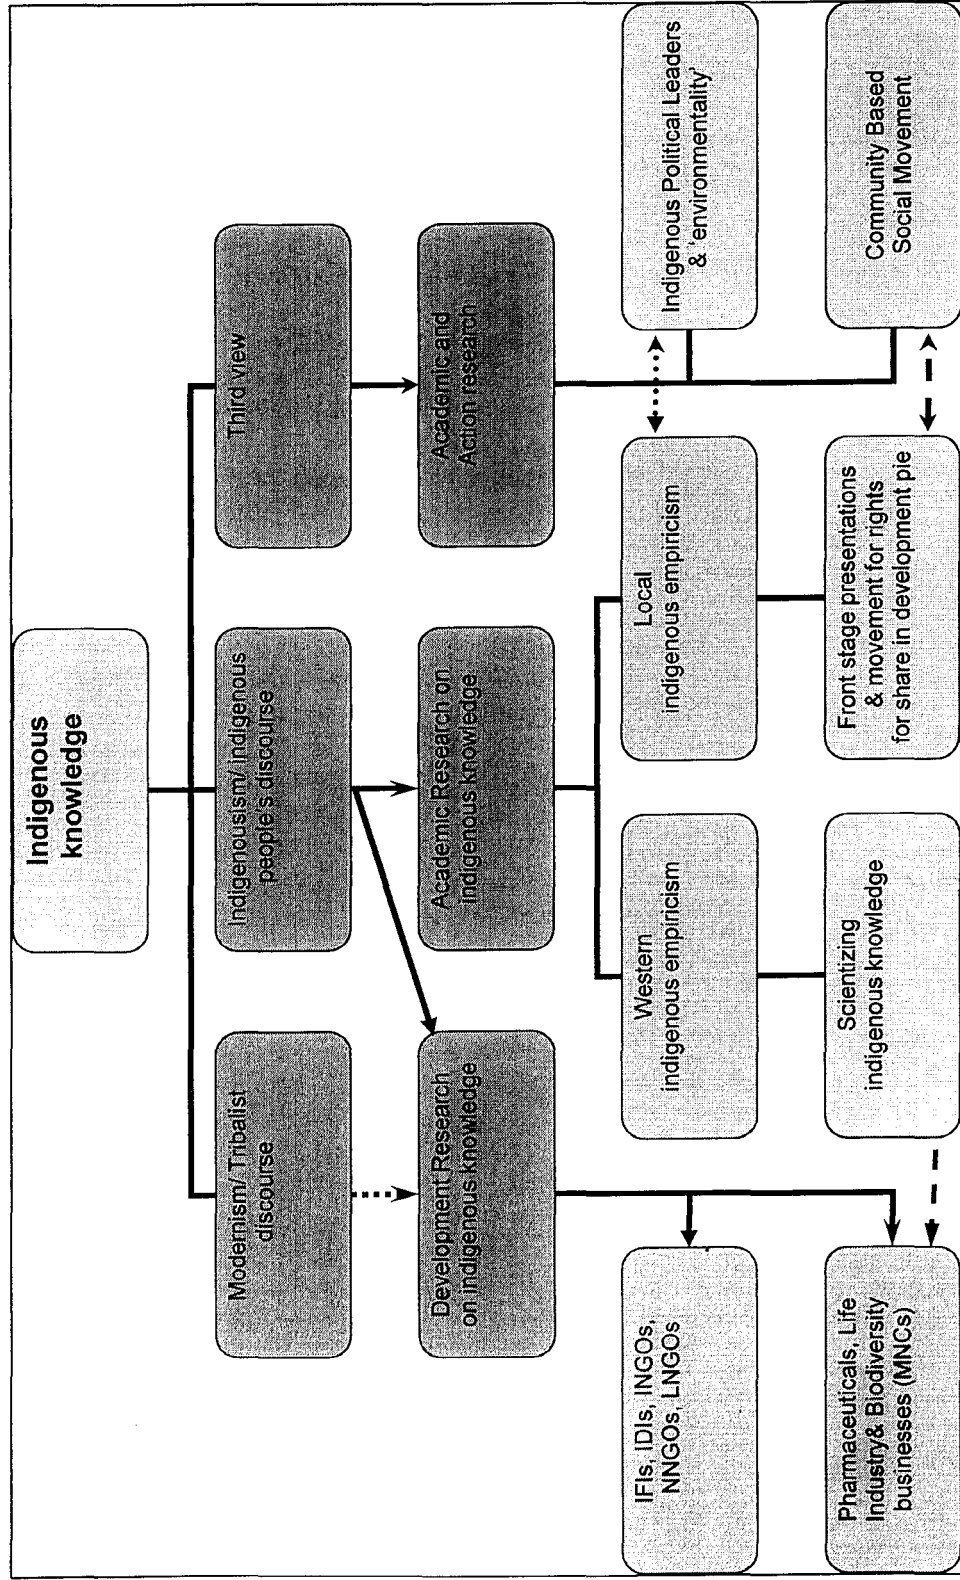 Indigenous
knowledge
Modernism/ Tribalist
discourse
Indigenousism/ indigenous
people's discourse
Third view
Development Research
on indigenous knowledge
Academic Research on
indigenous knowledge
Academic and
Action research
IFIs, IDIs, INGOs,
NNGOs, LNGOs
Western
indigenous empiricism
Local
indigenous empiricism
Indigenous Political Leaders
& 'environmentality'
Pharmaceuticals, Life
Industry& Biodiversity
businesses (MNCs)
Scientizing
indigenous knowledge
Front stage presentations
& movement for rights
for share in development pie
Community Based
Social Movement